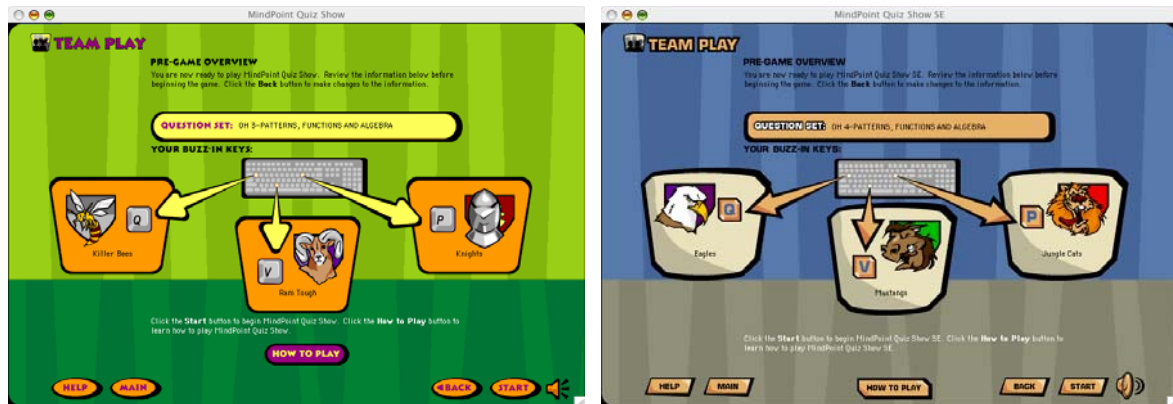 MindPoint Quiz Show
TEAM PLAY
PRE-GAME OVERVIEW
You are now ready to play MindPoint Quiz Show. Review the information below before
beginning the game. Click the Back button to make changes to the information.
QUESTION SET: OH 3-PATTERNS, FUNCTIONS AND ALGEBRA
YOUR BUZZ-IN KEYS:
Q
P
Killer Bees
Knights
V
Ram Tough
Click the Start button to begin MindPoint Quiz Show. Click the How to Play button to
learn how to play MindPoint Quiz Show.
HOW TO PLAY
HELP
MAIN
BACK
START
MindPoint Quiz Show SE
TEAM PLAY
PRE-GAME OVERVIEW
You are now ready to play MindPoint Quiz Show SE. Review the information below before
beginning the game. Click the Back button to make changes to the information.
QUESTION SET: OH 4-PATTERNS, FUNCTIONS AND ALGEBRA
YOUR BUZZ-IN KEYS:
Q
P
Eagles
Jungle Cats
V
Mustangs
Click the Start button to begin MindPoint Quiz Show SE. Click the How to Play button to
learn how to play MindPoint Quiz Show SE.
HELP
MAIN
HOW TO PLAY
BACK
START